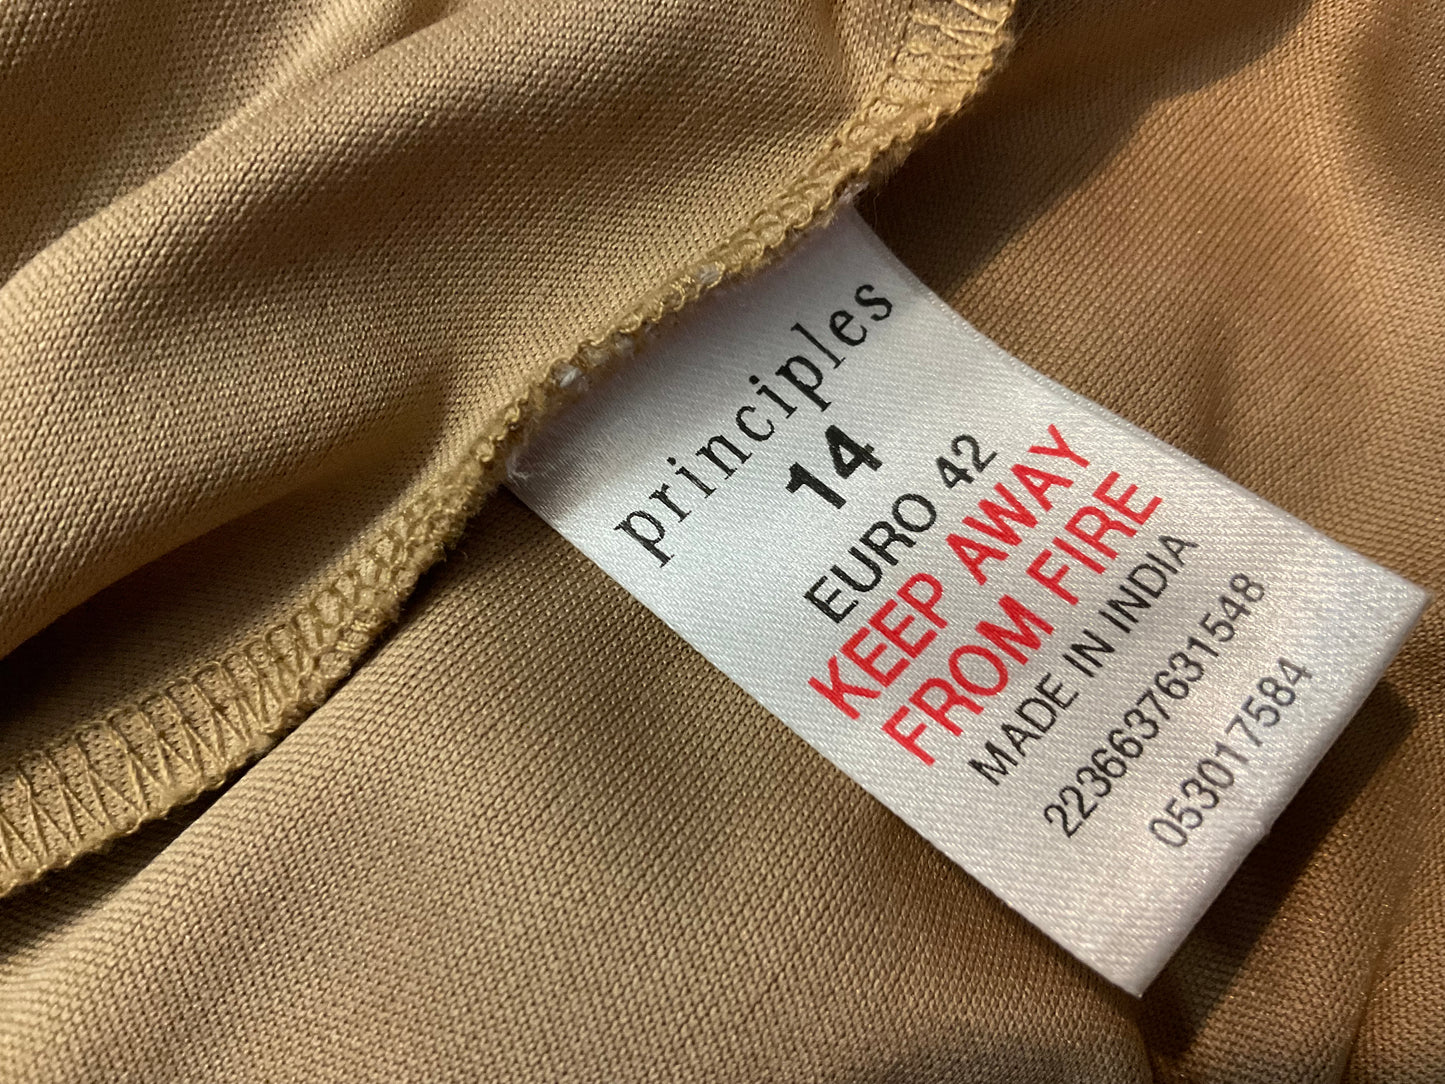 principles
14
EURO 42
KEEP AWAY
FROM FIRE
MADE IN INDIA
2236637631548
053017584